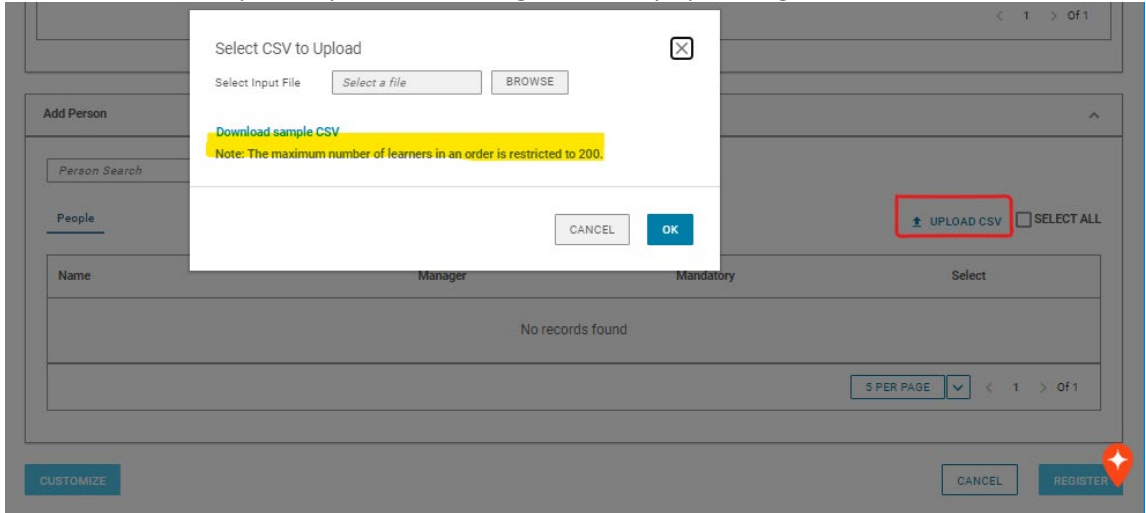 < 1 > Of 1
Select CSV to Upload
Select Input File Select a file BROWSE
Add Person
Download sample CSV
Note: The maximum number of learners in an order is restricted to 200.
Person Search
People
UPLOAD CSV SELECT ALL
CANCEL OK
Name Manager Mandatory Select
No records found
5 PER PAGE < 1 > Of 1
CUSTOMIZE CANCEL REGISTER